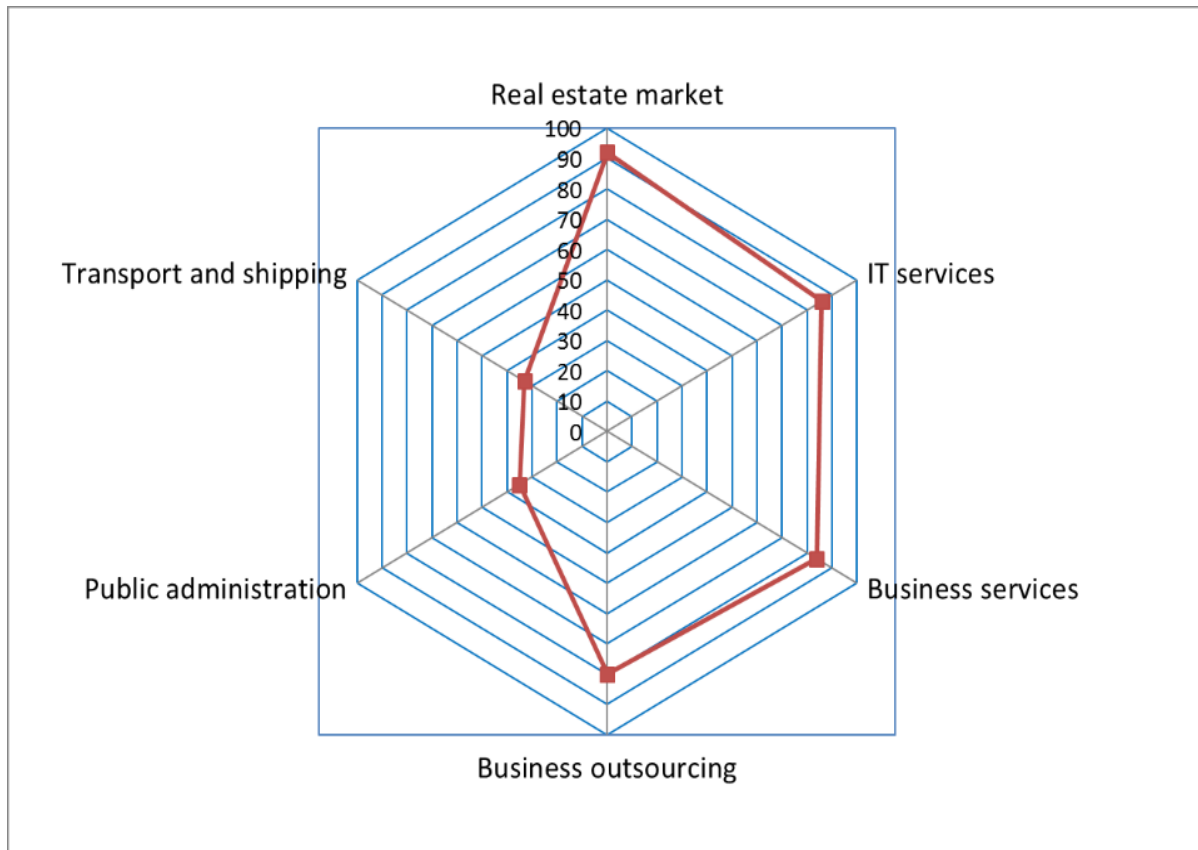 Real estate market
100
90
80
70
60
50
40
30
20
10
0
Transport and shipping
IT services
Public administration
Business services
Business outsourcing